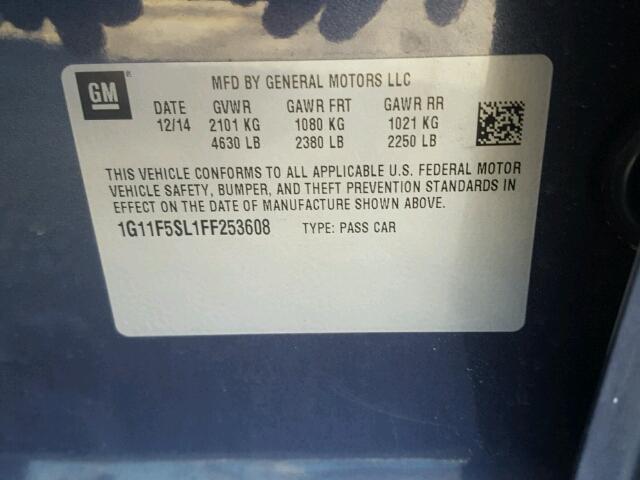 GM ® MFD BY GENERAL MOTORS LLC
DATE GVWR GAWR FRT GAWR RR
12/14 2101 KG 1080 KG 1021 KG
4630 LB 2380 LB 2250 LB
THIS VEHICLE CONFORMS TO ALL APPLICABLE U.S. FEDERAL MOTOR
VEHICLE SAFETY, BUMPER, AND THEFT PREVENTION STANDARDS IN
EFFECT ON THE DATE OF MANUFACTURE SHOWN ABOVE.
1G11F5SL1FF253608 TYPE: PASS CAR